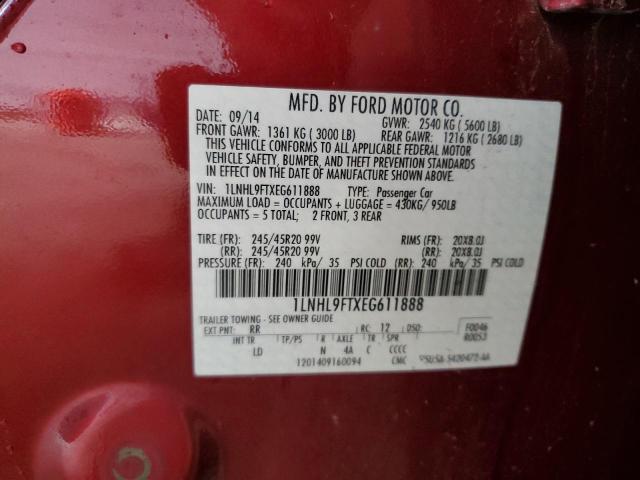 MFD. BY FORD MOTOR CO.
DATE: 09/14 GVWR: 2540 KG ( 5600 LB)
FRONT GAWR: 1361 KG ( 3000 LB) REAR GAWR: 1216 KG ( 2680 LB)
THIS VEHICLE CONFORMS TO ALL APPLICABLE FEDERAL MOTOR
VEHICLE SAFETY, BUMPER, AND THEFT PREVENTION STANDARDS
IN EFFECT ON THE DATE OF MANUFACTURE SHOWN ABOVE.
VIN: 1LNHL9FTXEG611888 TYPE: Passenger Car
MAXIMUM LOAD = OCCUPANTS + LUGGAGE = 430KG/ 950LB
OCCUPANTS = 5 TOTAL; 2 FRONT, 3 REAR
TIRE (FR): 245/45R20 99V RIMS (FR): 20X8.0J
(RR): 245/45R20 99V (RR): 20X8.0J
PRESSURE (FR): 240 kPa/ 35 PSI COLD (RR): 240 kPa/ 35 PSI COLD
1LNHL9FTXEG611888
TRAILER TOWING - SEE OWNER GUIDE
EXT PNT: RR RC: 12 DSO: F0046
R0053
INT TR TP/PS R AXLE TR SPR
LD N 4A C CCCC
1201409160094 CMC